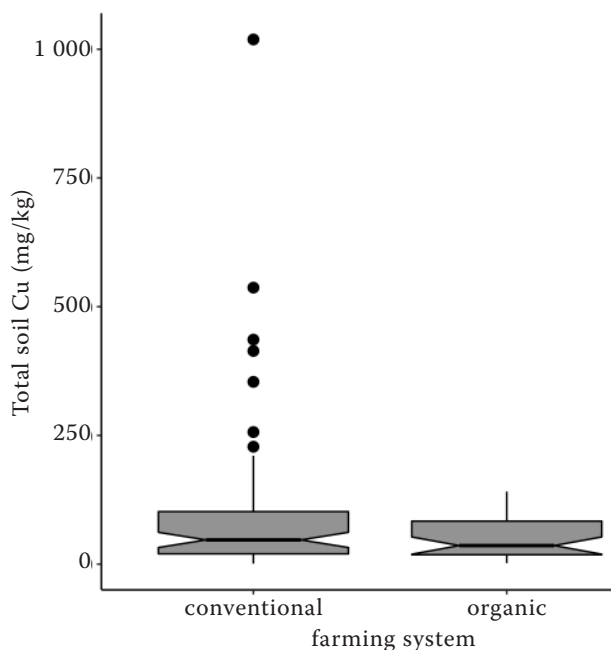 Total soil Cu (mg/kg)
1 000
750
500
250
0
conventional organic
farming system